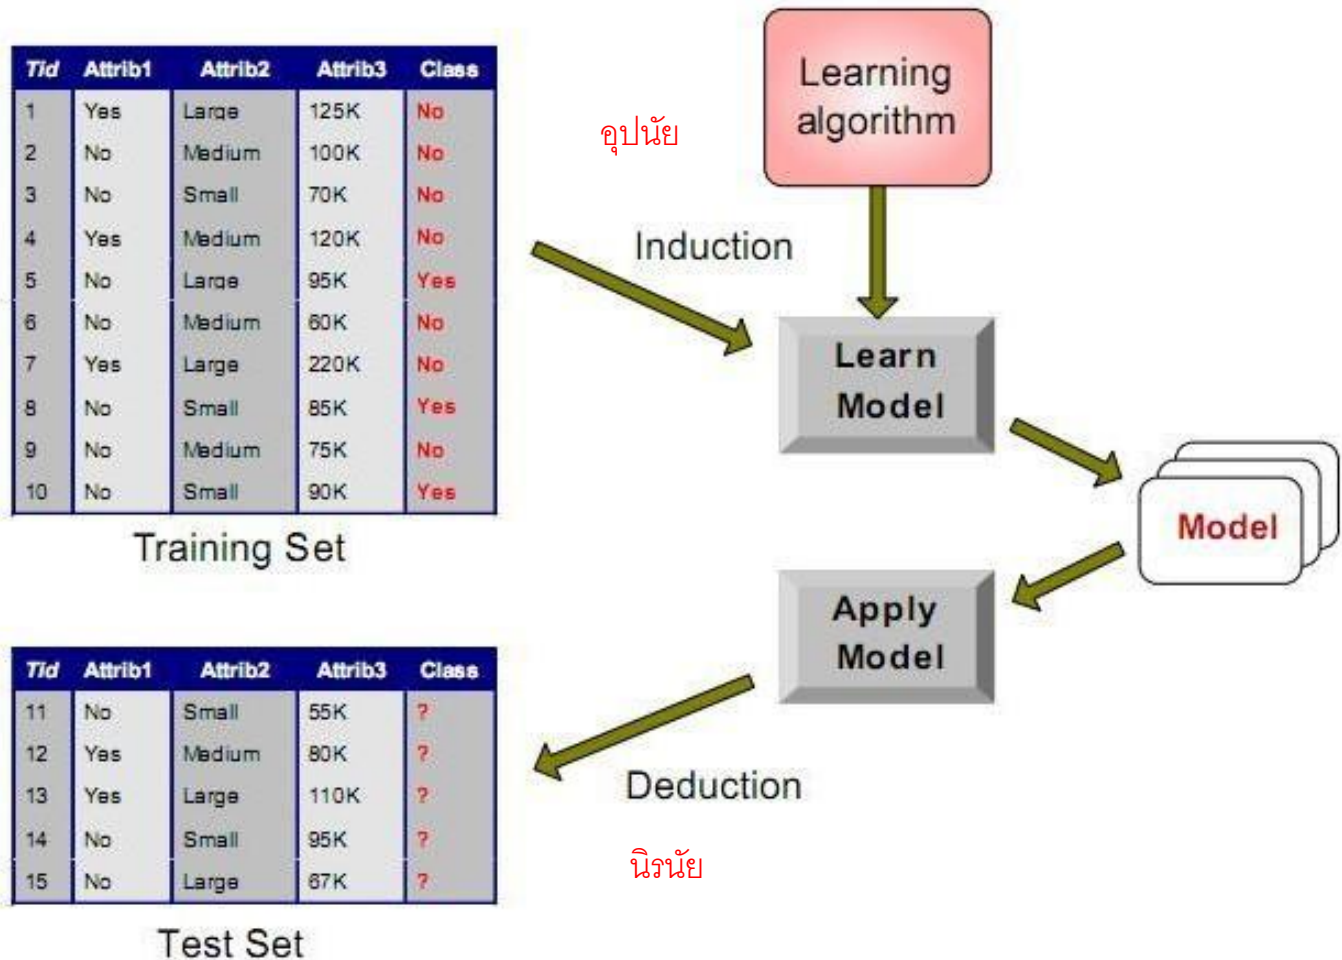 Tid Attrib1 Attrib2 Attrib3 Class
1 Yes Large 125K No
2 No Medium 100K No
3 No Small 70K No
4 Yes Medium 120K No
5 No Large 95K Yes
6 No Medium 60K No
7 Yes Large 220K No
8 No Small 85K Yes
9 No Medium 75K No
10 No Small 90K Yes
Training Set
อุปนัย
Induction
Learning
algorithm
Learn
Model
Model
Apply
Model
Deduction
นิรนัย
Tid Attrib1 Attrib2 Attrib3 Class
11 No Small 55K ?
12 Yes Medium 80K ?
13 Yes Large 110K ?
14 No Small 95K ?
15 No Large 67K ?
Test Set